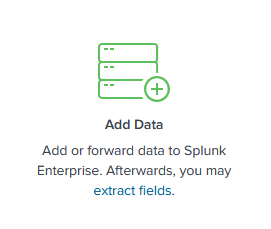 Add Data
Add or forward data to Splunk
Enterprise. Afterwards, you may
extract fields.